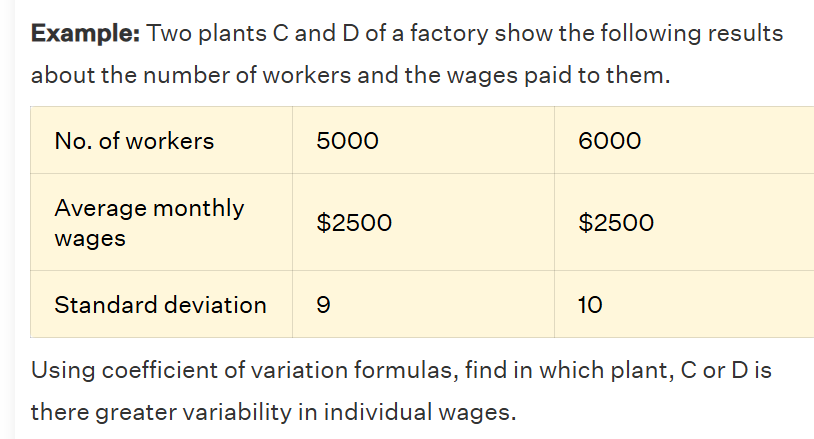 Example: Two plants C and D of a factory show the following results
about the number of workers and the wages paid to them.
No. of workers 5000 6000
Average monthly
wages $2500 $2500
Standard deviation 9 10
Using coefficient of variation formulas, find in which plant, C or D is
there greater variability in individual wages.